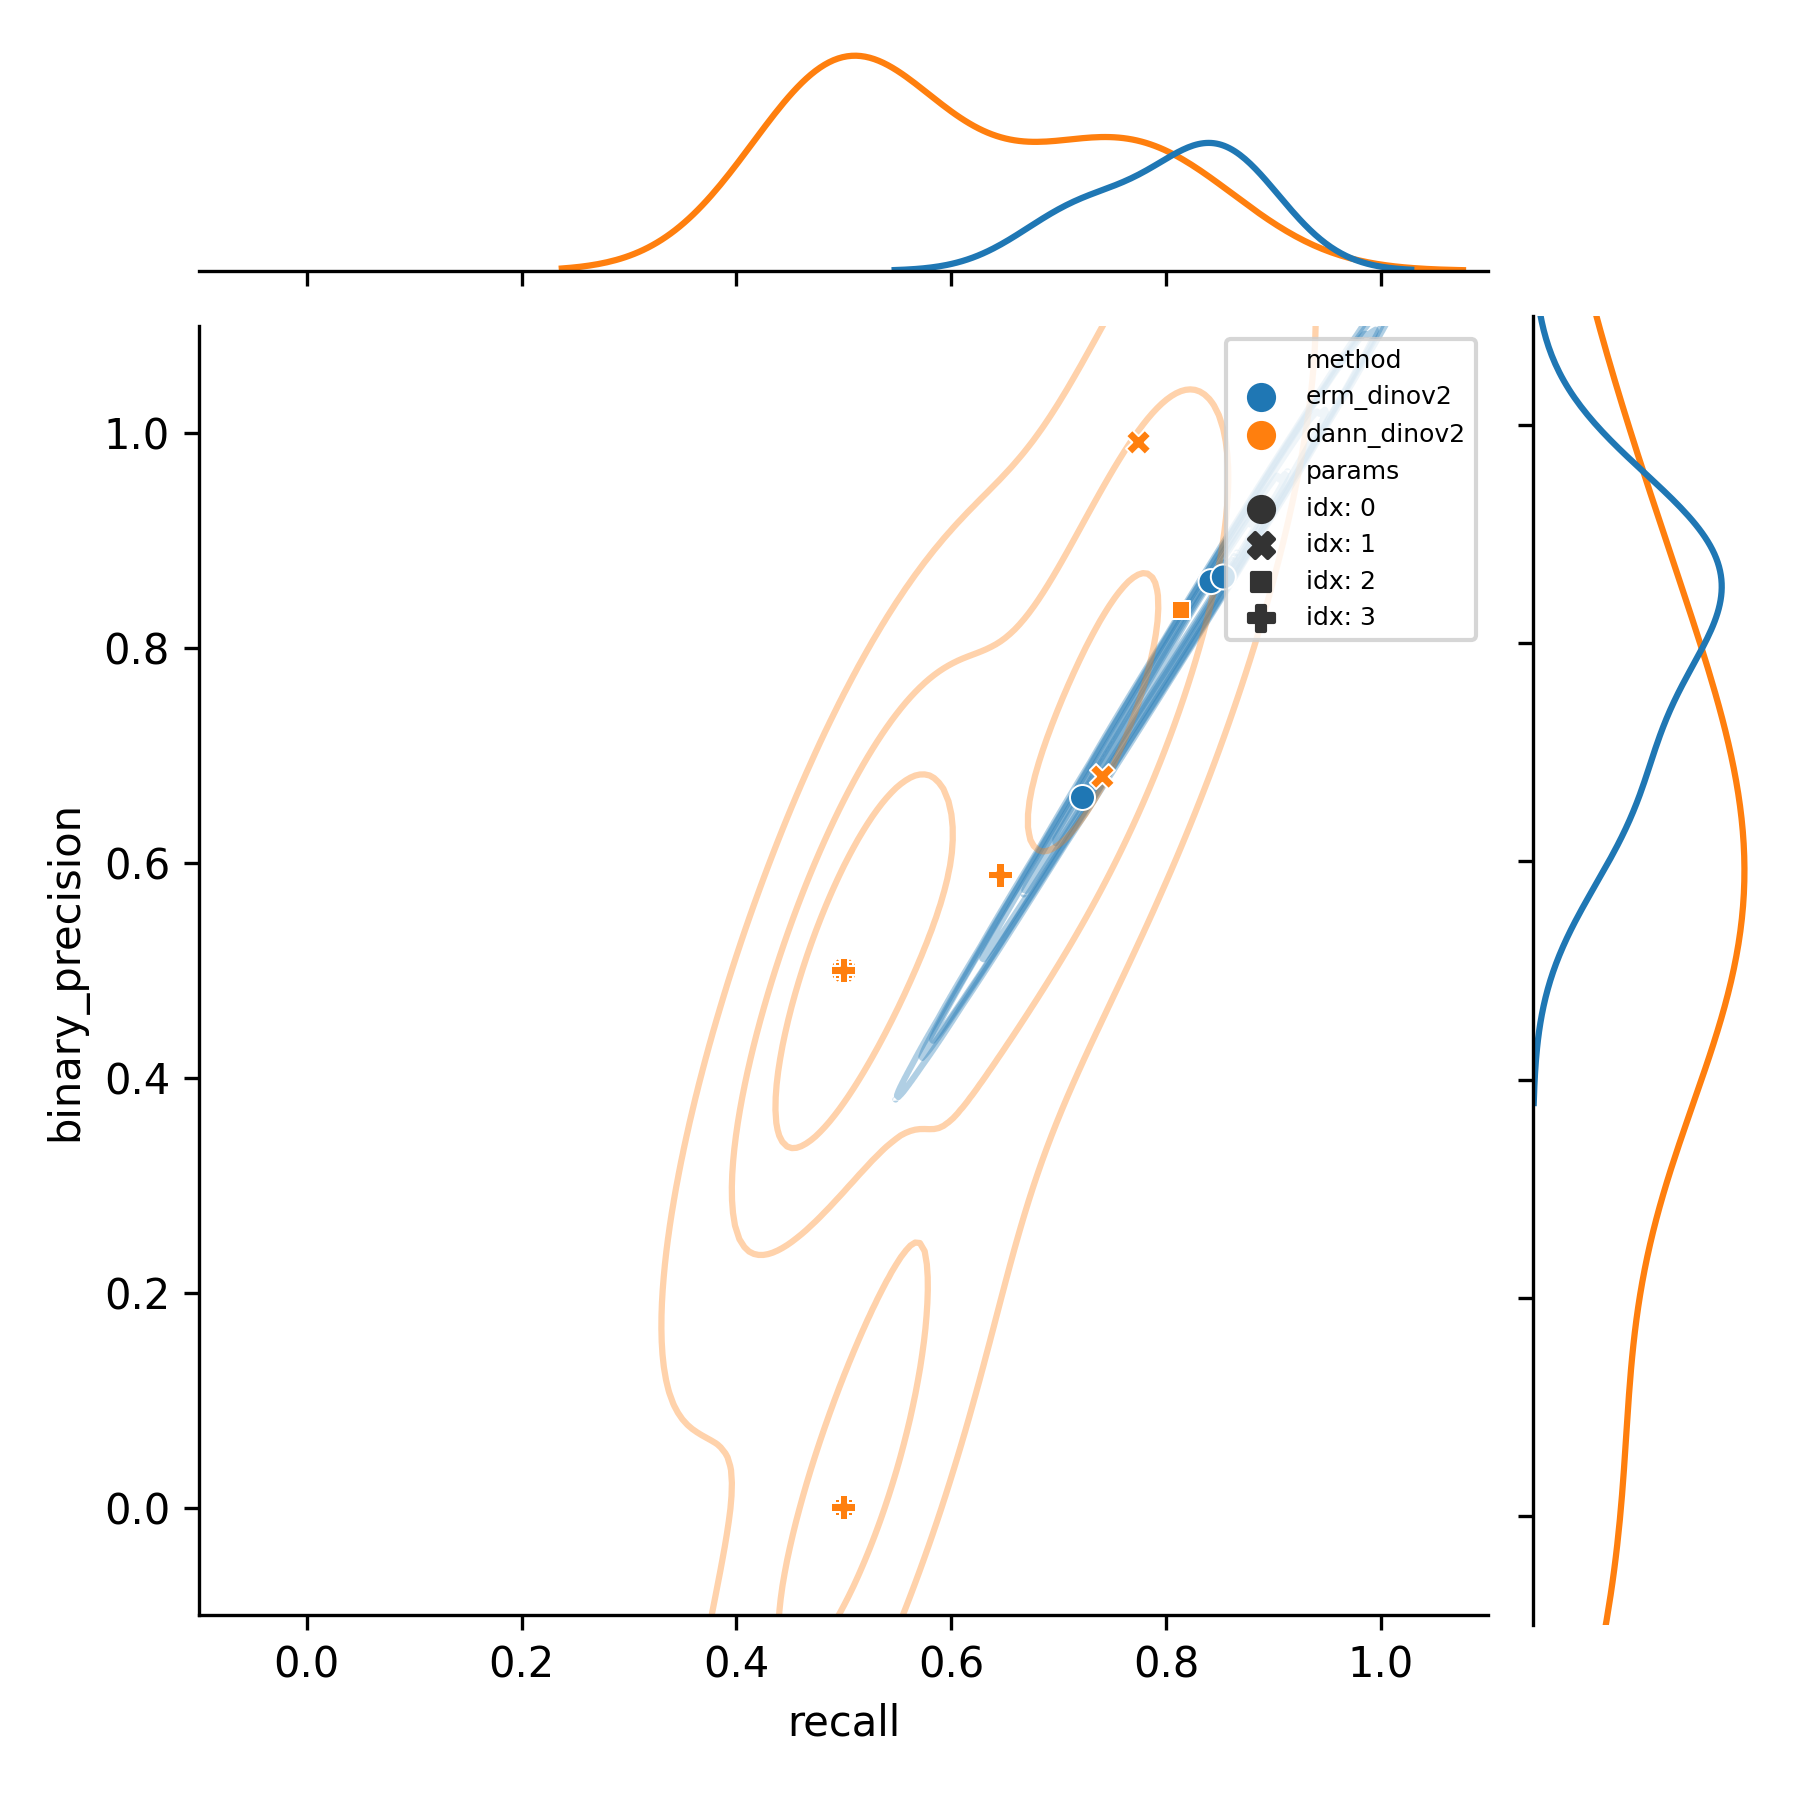 method
erm_dinov2
dann_dinov2
params
idx: 0
idx: 1
idx: 2
idx: 3
1.0
0.8
0.6
0.4
0.2
0.0
binary_precision
0.0 0.2 0.4 0.6 0.8 1.0
recall